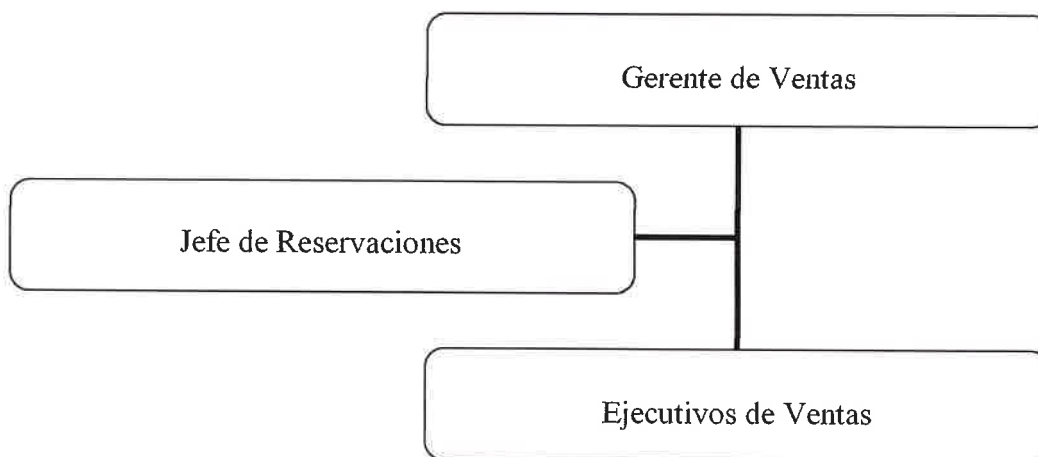 Gerente de Ventas
Jefe de Reservaciones
Ejecutivos de Ventas